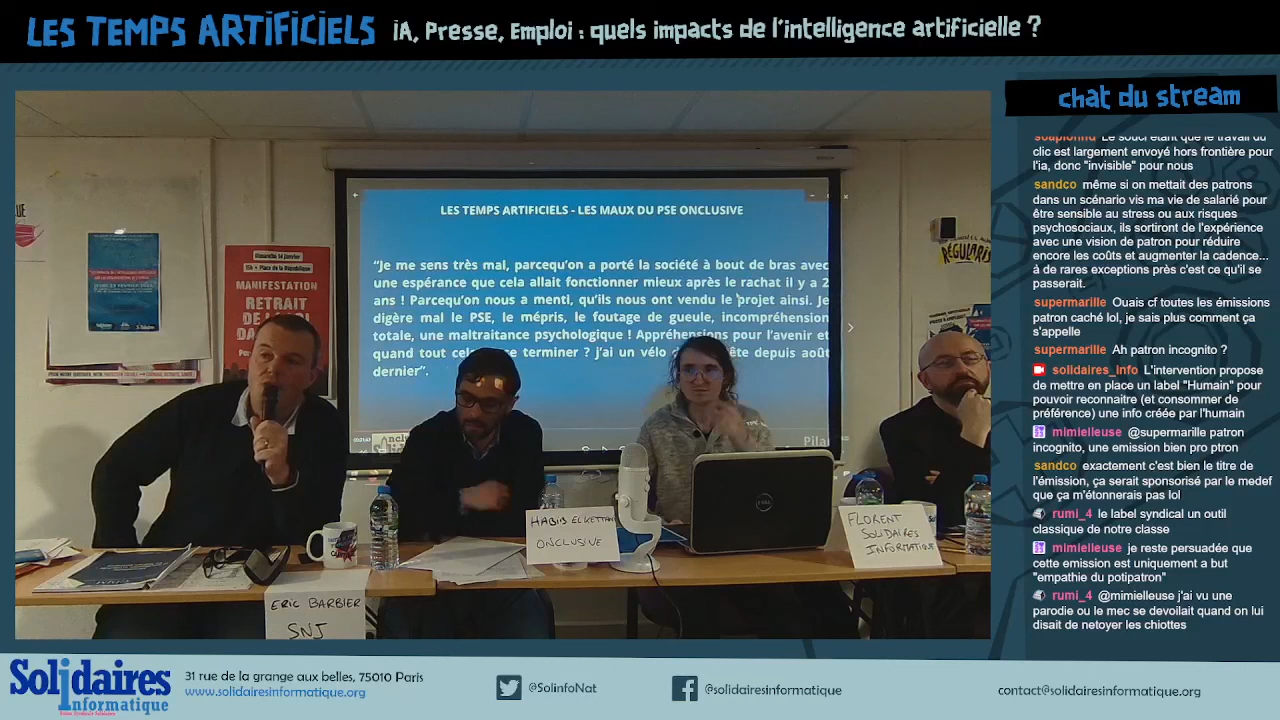 LES TEMPS ARTIFICIELS
IA, Presse, Emploi : quels impacts de l'intelligence artificielle ?
chat du stream
LES TEMPS ARTIFICIELS - LES MAUX DU PSE ONCLUSIVE
“Je me sens très mal, parcequ'on a porté la société à bout de bras avec
une espérance que cela allait fonctionner mieux après le rachat il y a 2
ans ! Parcequ'on nous a menti, qu'ils nous ont vendu le projet ainsi. Je
digère mal le PSE, le mépris, le foutage de gueule, incompréhension
totale, une maltraitance psychologique ! Appréhensions pour l'avenir et
quand tout cela se terminer ? j'ai un vélo tête depuis août
dernier”.
MANIFESTATION
RETRAIT
DE LA LOI
RÉGULARIS
HABIB EL KETTAN
ONCLUSIVE
FLORENT
SOLIDAIRES
INFORMATIQUE
ERIC BARBIER
SNJ
DELL
soapionnu Le souci étant que le travail du
clic est largement envoyé hors frontière pour
l'ia, donc "invisible" pour nous
sandco même si on mettait des patrons
dans un scénario vis ma vie de salarié pour
être sensible au stress ou aux risques
psychosociaux, ils sortiront de l'expérience
avec une vision de patron pour réduire
encore les coûts et augmenter la cadence...
à de rares exceptions près c'est ce qu'il se
passerait.
supermarille Ouais cf toutes les émissions
patron caché lol, je sais plus comment ça
s'appelle
supermarille Ah patron incognito ?
solidaires_info L'intervention propose
de mettre en place un label "Humain" pour
pouvoir reconnaitre (et consommer de
préférence) une info créée par l'humain
mimielleuse @supermarille patron
incognito, une emission bien pro ptron
sandco exactement c'est bien le titre de
l'émission, ça serait sponsorisé par le medef
que ça m'étonnerais pas lol
rumi_4 le label syndical un outil
classique de notre classe
mimielleuse je reste persuadée que
cette emission est uniquement a but
"empathie du potipatron"
rumi_4 @mimielleuse j'ai vu une
parodie ou le mec se devoilait quand on lui
disait de netoyer les chiottes
Solidaires
Informatique
31 rue de la grange aux belles, 75010 Paris
www.solidairesinformatique.org
@SolinfoNat
@solidairesinformatique
contact@solidairesinformatique.org